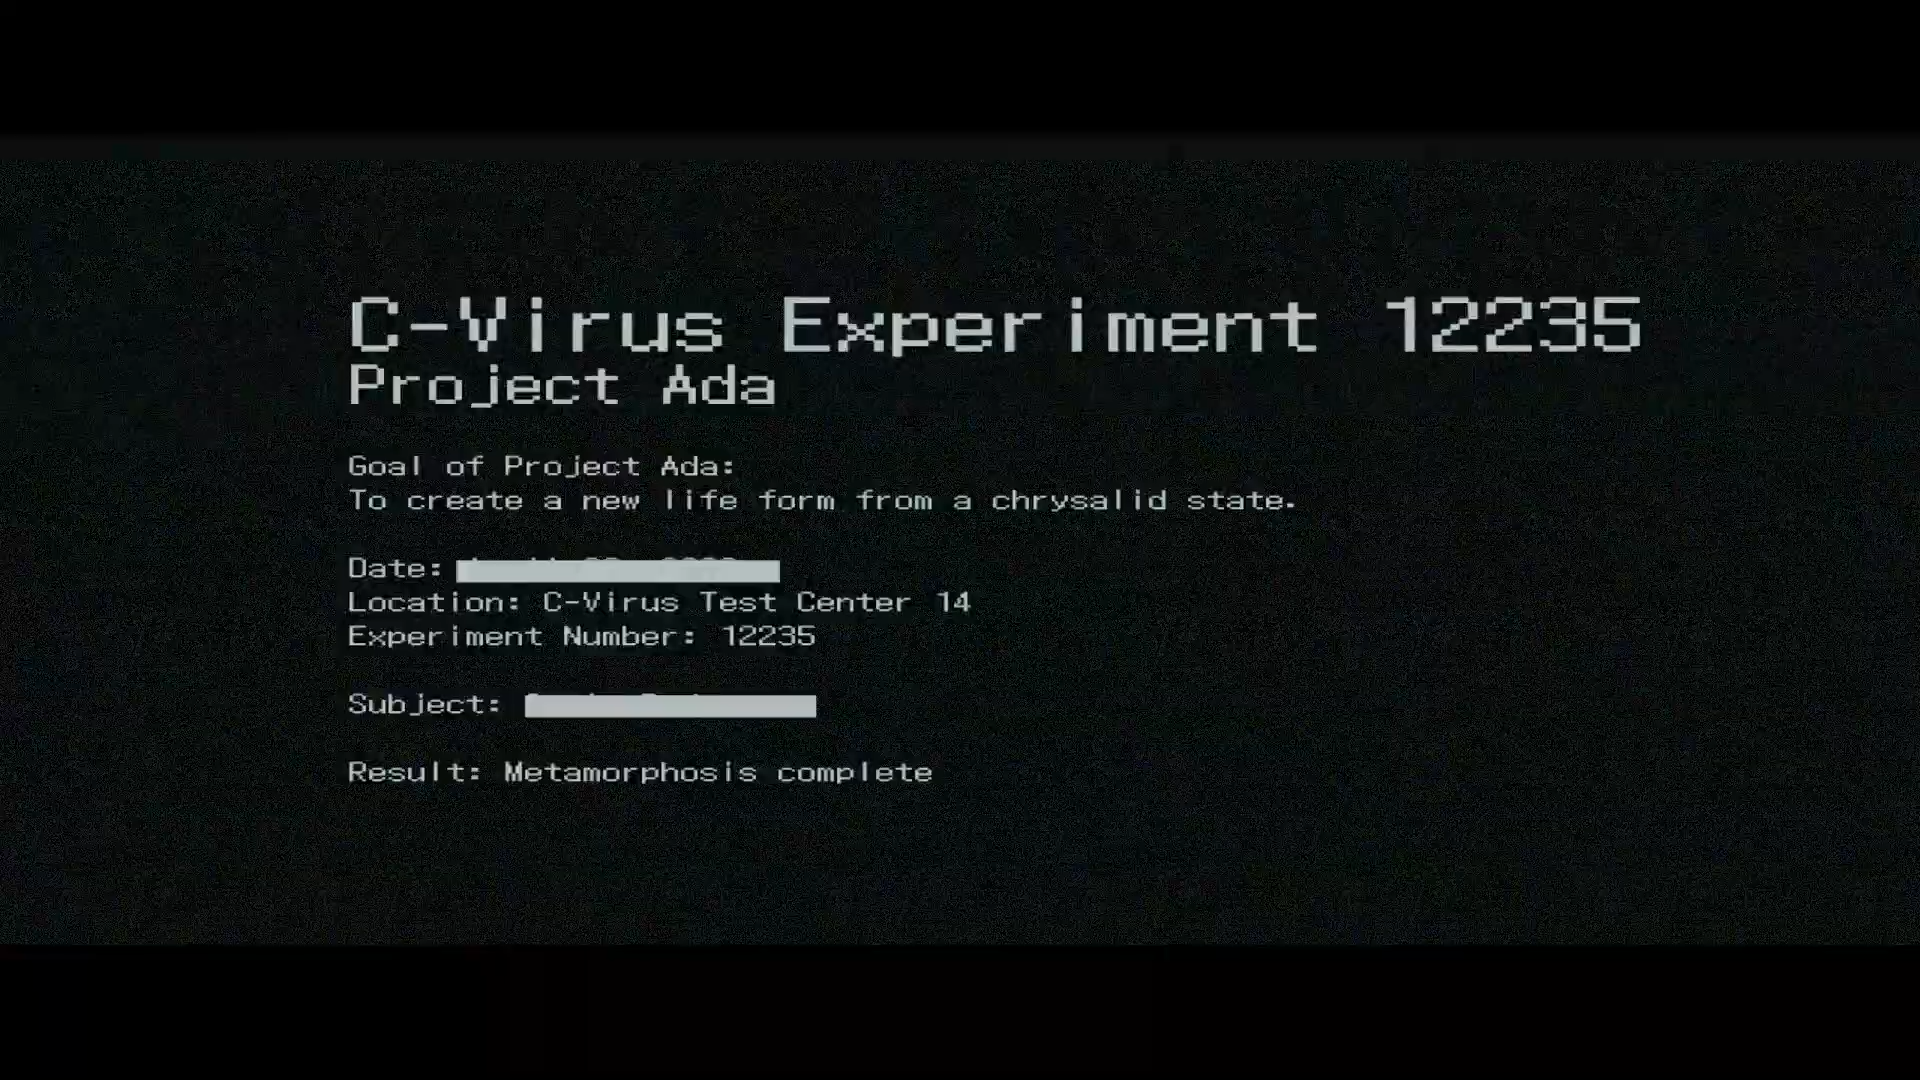 C-Virus Experiment 12235
Project Ada
Goal of Project Ada:
To create a new life form from a chrysalid state.
Date:
Location: C-Virus Test Center 14
Experiment Number: 12235
Subject:
Result: Metamorphosis complete